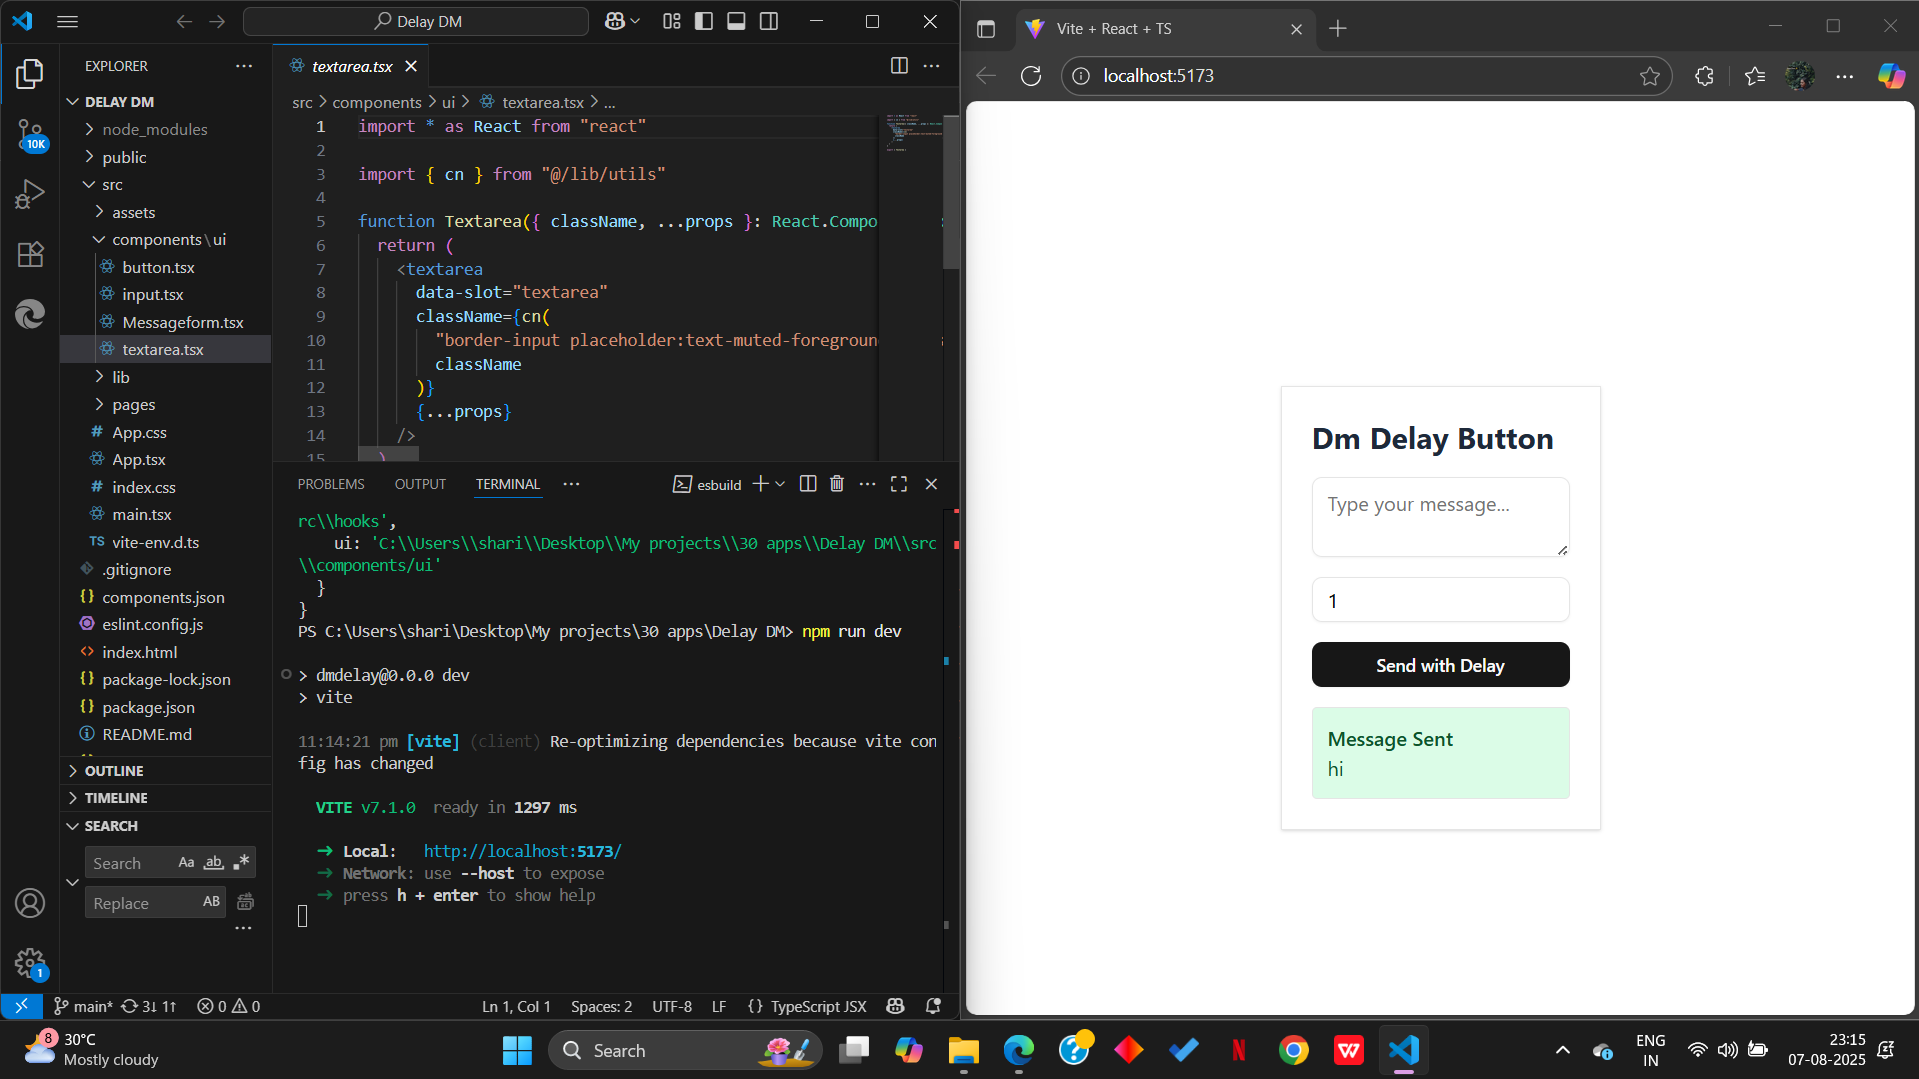 Delay DM
EXPLORER
DELAY DM
node_modules
public
src
assets
components\ui
button.tsx
input.tsx
Messageform.tsx
textarea.tsx
lib
pages
# App.css
App.tsx
# index.css
main.tsx
TS vite-env.d.ts
.gitignore
{} components.json
eslint.config.js
<> index.html
{} package-lock.json
{} package.json
README.md
OUTLINE
TIMELINE
SEARCH
Search Aa ab
Replace AB
10K
1
textarea.tsx
src > components > ui > textarea.tsx > ...
1 import * as React from "react"
2
3 import { cn } from "@/lib/utils"
4
5 function Textarea({ className, ...props }: React.Compo
6 return (
7 <textarea
8 data-slot="textarea"
9 className={cn(
10 "border-input placeholder:text-muted-foregroun
11 className
12 )}
13 {...props}
14 />
15 )
PROBLEMS OUTPUT TERMINAL ... esbuild
rc\\hooks',
ui: 'C:\\Users\\shari\\Desktop\\My projects\\30 apps\\Delay DM\\src
\\components/ui'
}
}
PS C:\Users\shari\Desktop\My projects\30 apps\Delay DM> npm run dev
> dmdelay@0.0.0 dev
> vite
11:14:21 pm [vite] (client) Re-optimizing dependencies because vite con
fig has changed
VITE v7.1.0 ready in 1297 ms
➜ Local: http://localhost:5173/
➜ Network: use --host to expose
➜ press h + enter to show help
main* 3↓ 1↑ 0 0 Ln 1, Col 1 Spaces: 2 UTF-8 LF {} TypeScript JSX
Vite + React + TS
localhost:5173
Dm Delay Button
Type your message...
1
Send with Delay
Message Sent
hi
8
30°C
Mostly cloudy
Search
ENG
IN
23:15
07-08-2025